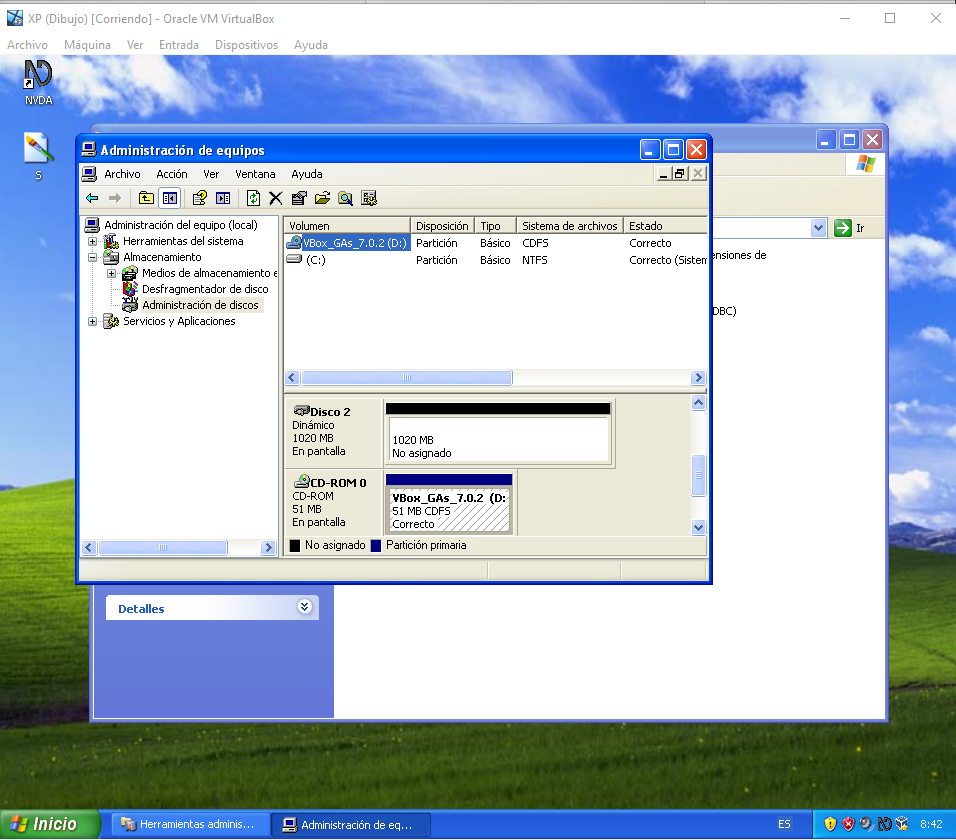 XP (Dibujo) [Corriendo] - Oracle VM VirtualBox
Archivo Máquina Ver Entrada Dispositivos Ayuda
NVDA
S
Administración de equipos
Archivo Acción Ver Ventana Ayuda
Ir
Administración del equipo (local)
Herramientas del sistema
Almacenamiento
Medios de almacenamiento e
Desfragmentador de disco
Administración de discos
Servicios y Aplicaciones
Volumen Disposición Tipo Sistema de archivos Estado
VBox_GAs_7.0.2 (D:) Partición Básico CDFS Correcto
(C:) Partición Básico NTFS Correcto (Sistem
ensiones de
DBC)
Disco 2
Dinámico
1020 MB
En pantalla
1020 MB
No asignado
CD-ROM 0
CD-ROM
51 MB
En pantalla
VBox_GAs_7.0.2 (D:
51 MB CDFS
Correcto
No asignado Partición primaria
Detalles
Inicio
Herramientas adminis...
Administración de eq...
ES
8:42